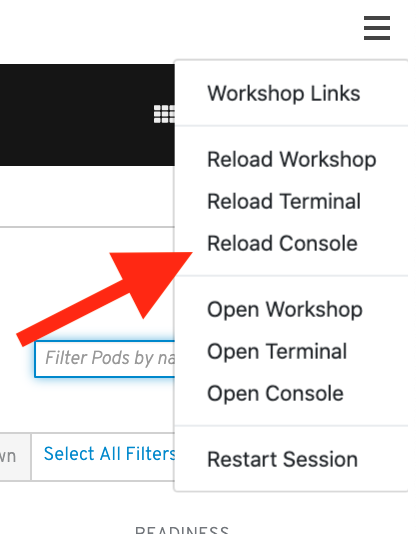 Workshop Links
Reload Workshop
Reload Terminal
Reload Console
Open Workshop
Open Terminal
Open Console
Restart Session
Filter Pods by na
wn
Select All Filters
READINESS